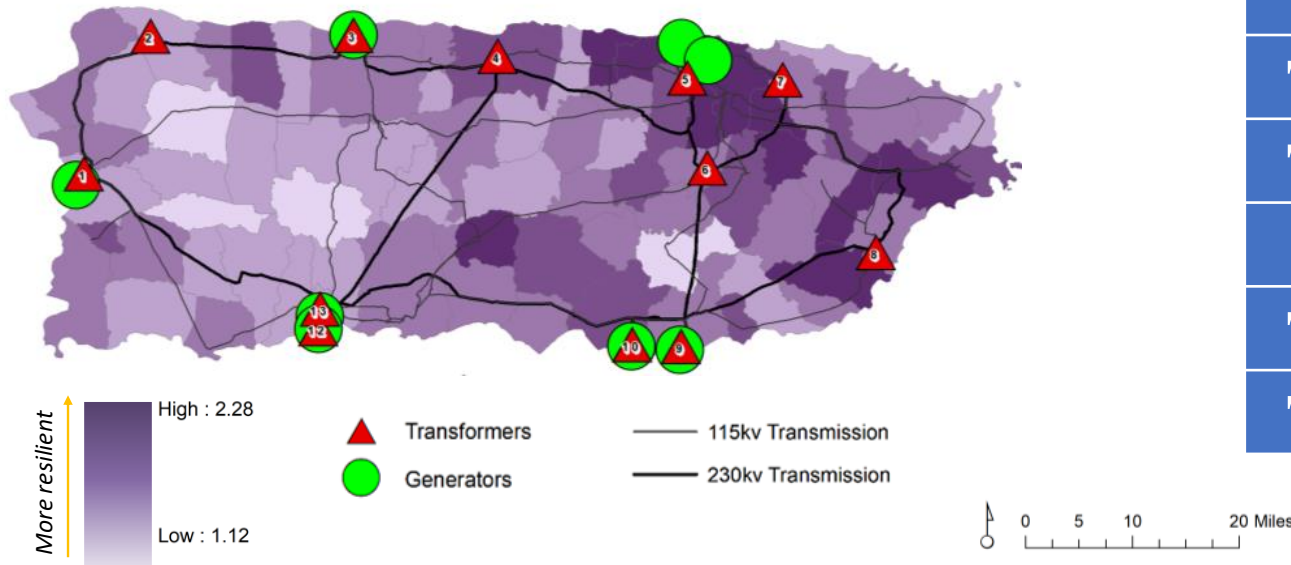 2
3
4
5
7
1
6
8
13
12
10
9
More resilient
High : 2.28
Low : 1.12
Transformers
Generators
115kv Transmission
230kv Transmission
0 5 10 20 Miles